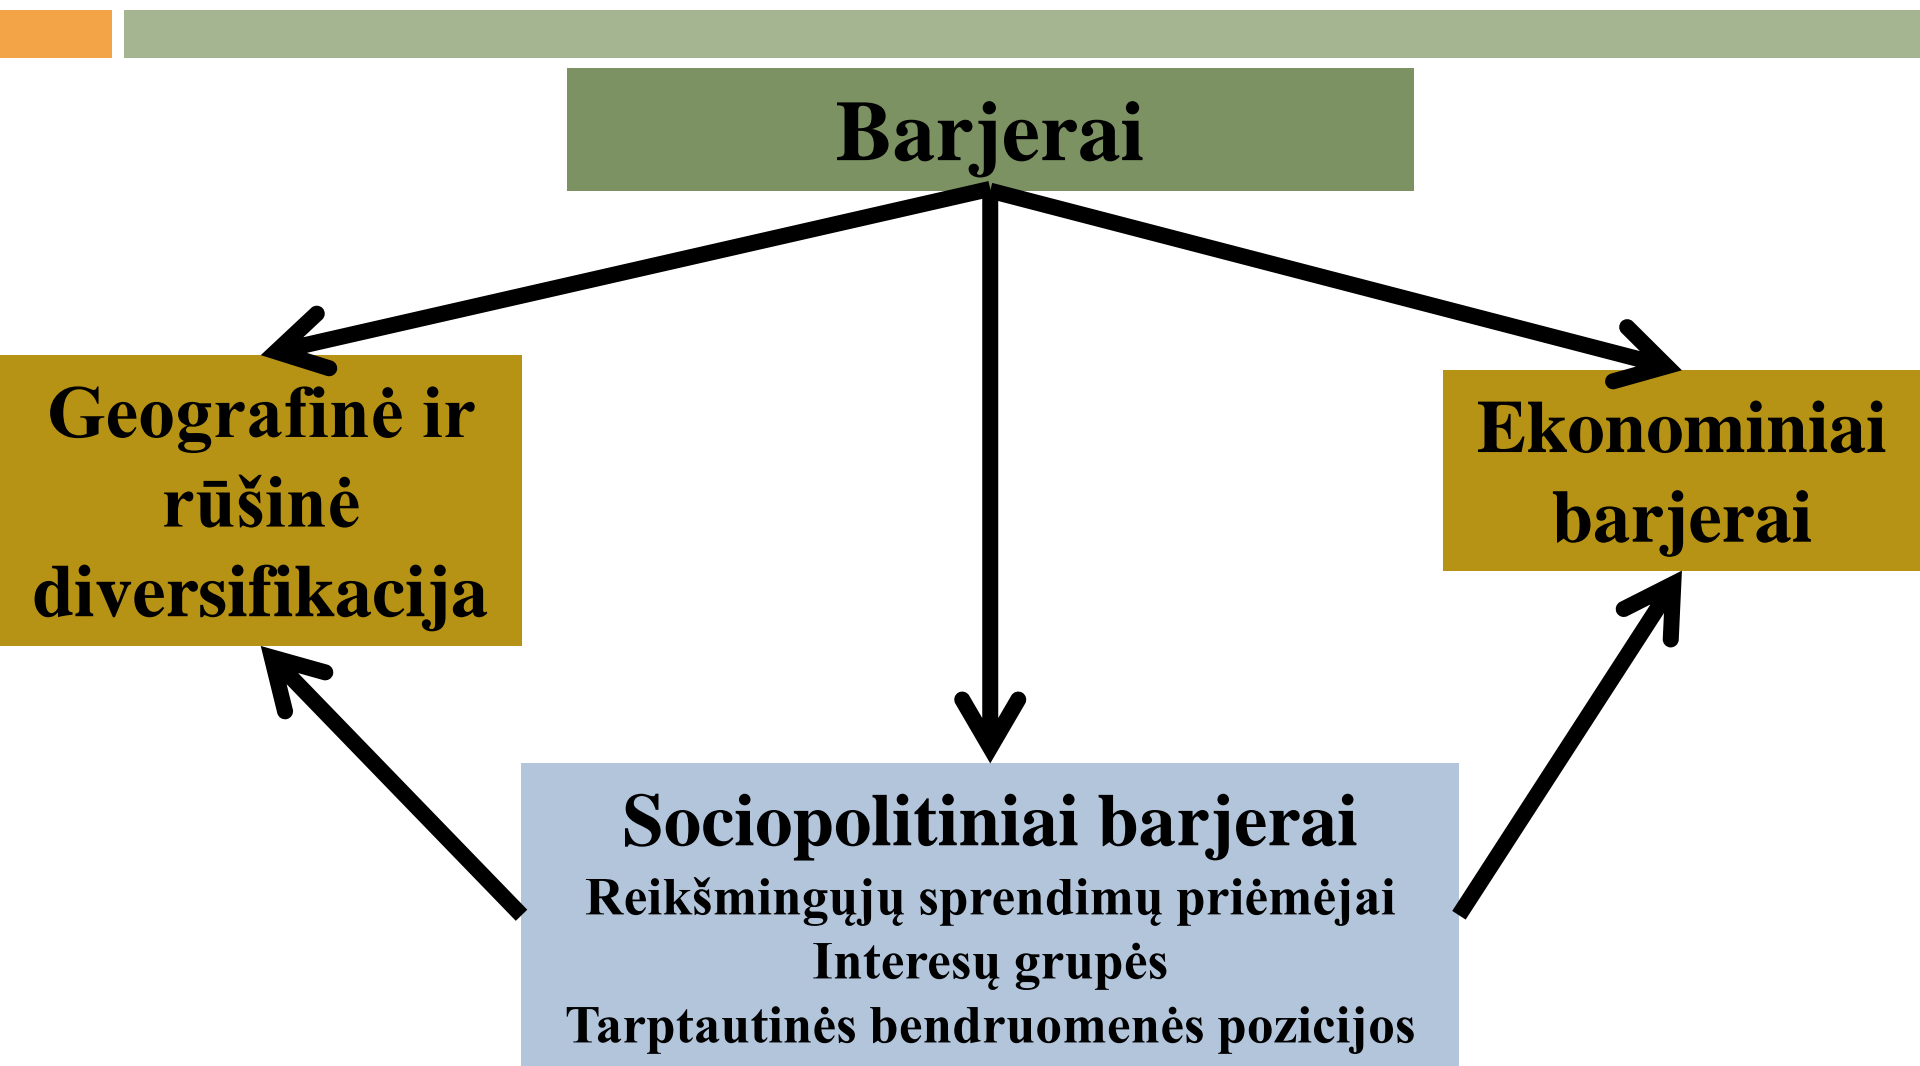 Barjerai
Geografinė ir
rūšinė
diversifikacija
Ekonominiai
barjerai
Sociopolitiniai barjerai
Reikšmingųjų sprendimų priėmėjai
Interesų grupės
Tarptautinės bendruomenės pozicijos